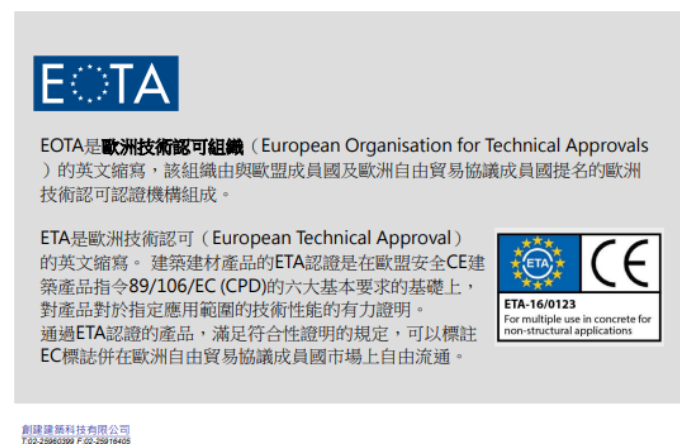 EOTA
EOTA是歐洲技術認可組織（European Organisation for Technical Approvals
）的英文縮寫，該組織由與歐盟成員國及歐洲自由貿易協議成員國提名的歐洲
技術認可認證機構組成。
ETA是歐洲技術認可（European Technical Approval）
的英文縮寫。 建築建材產品的ETA認證是在歐盟安全CE建
築產品指令89/106/EC (CPD)的六大基本要求的基礎上，
對產品對於指定應用範圍的技術性能的有力證明。
通過ETA認證的產品，滿足符合性證明的規定，可以標註
EC標誌併在歐洲自由貿易協議成員國市場上自由流通。
ETA
CE
ETA-16/0123
For multiple use in concrete for
non-structural applications
創建建築科技有限公司
T:02-25960399 F:02-25916405